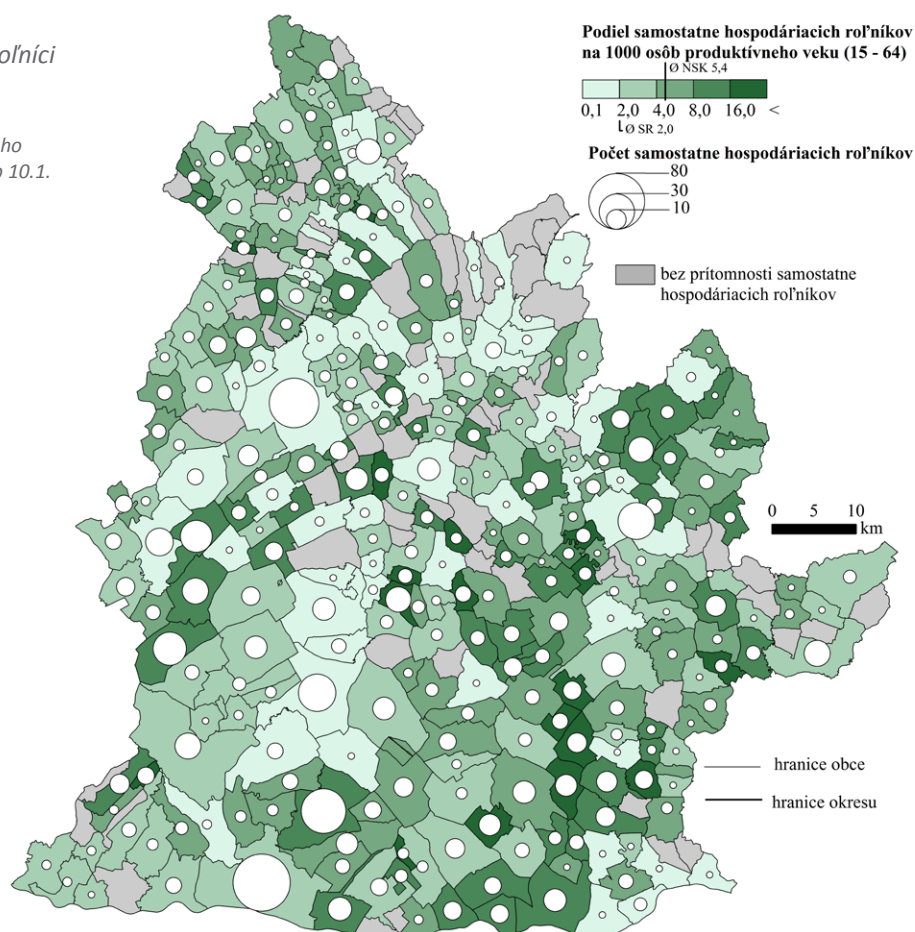 oľníci
ho
10.1.
Podiel samostatne hospodáriacich roľníkov
na 1000 osôb produktívneho veku (15 - 64)
Ø NSK 5,4
0,1 2,0 4,0 8,0 16,0 <
Ø SR 2,0
Počet samostatne hospodáriacich roľníkov
80
30
10
bez prítomnosti samostatne
hospodáriacich roľníkov
0 5 10
km
hranice obce
hranice okresu